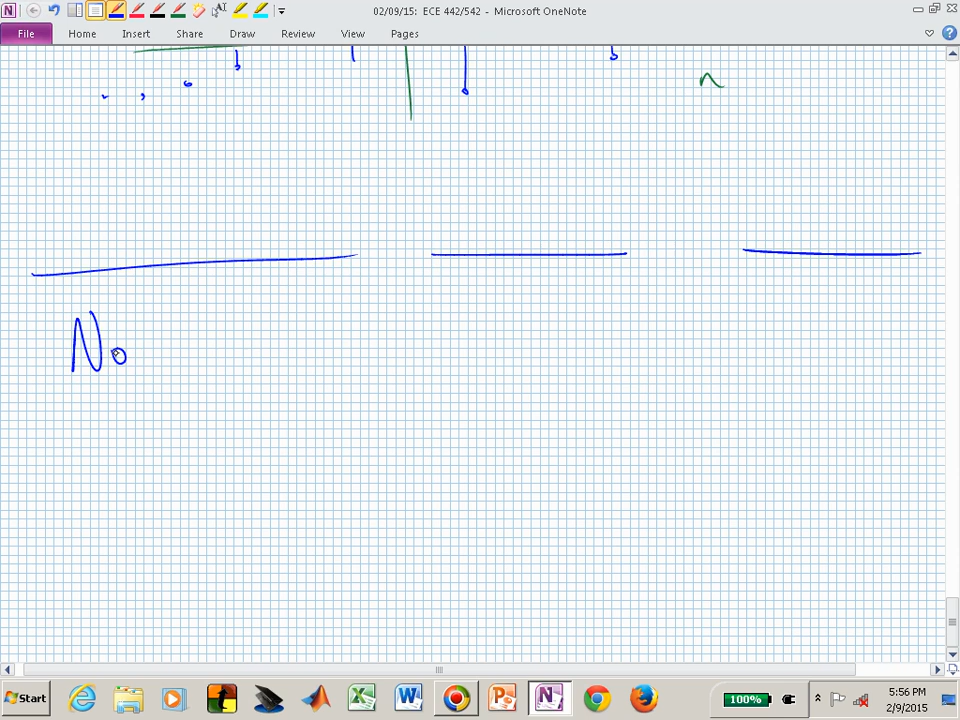 02/09/15: ECE 442/542 - Microsoft OneNote
File Home Insert Share Draw Review View Pages
n
No
Start
100%
5:56 PM
2/9/2015